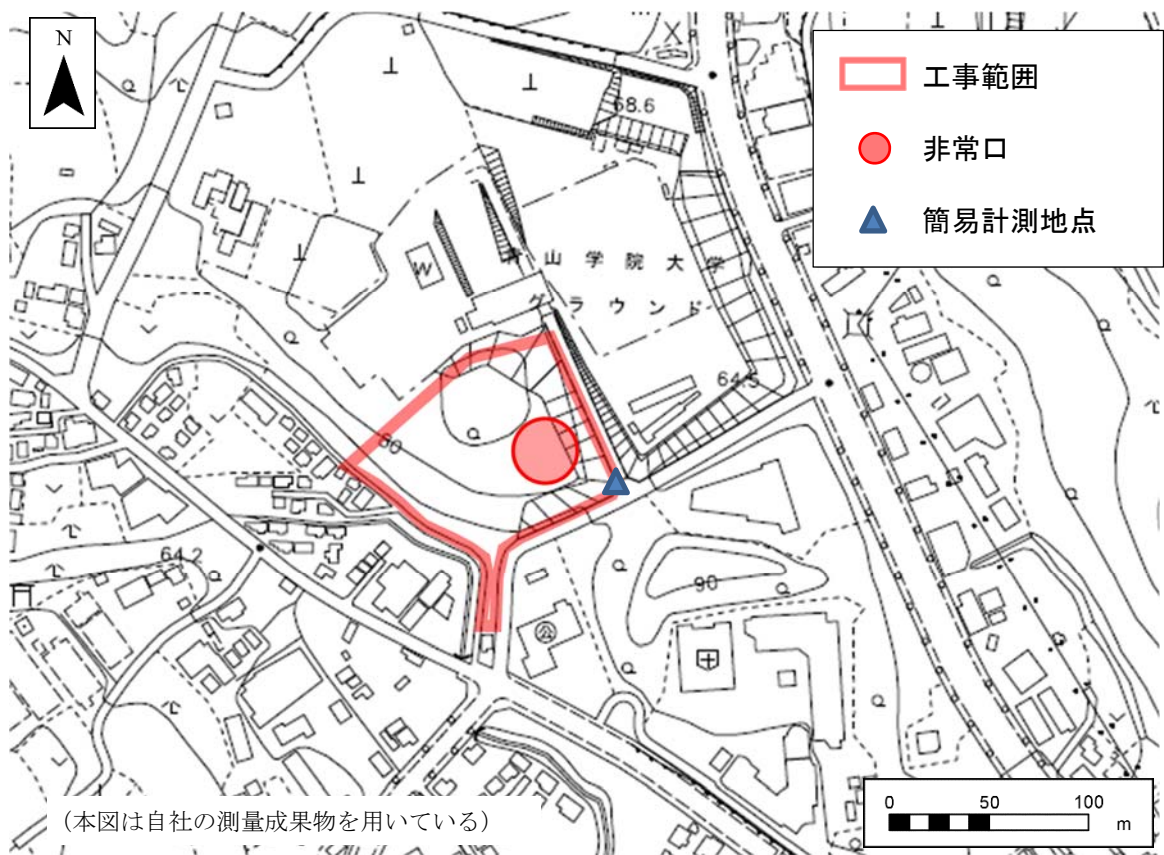 N
工事範囲
非常口
簡易計測地点
68.6
W
山学院大学
グラウンド
64.5
60
64.2
90
公
0 50 100
m
（本図は自社の測量成果物を用いている）